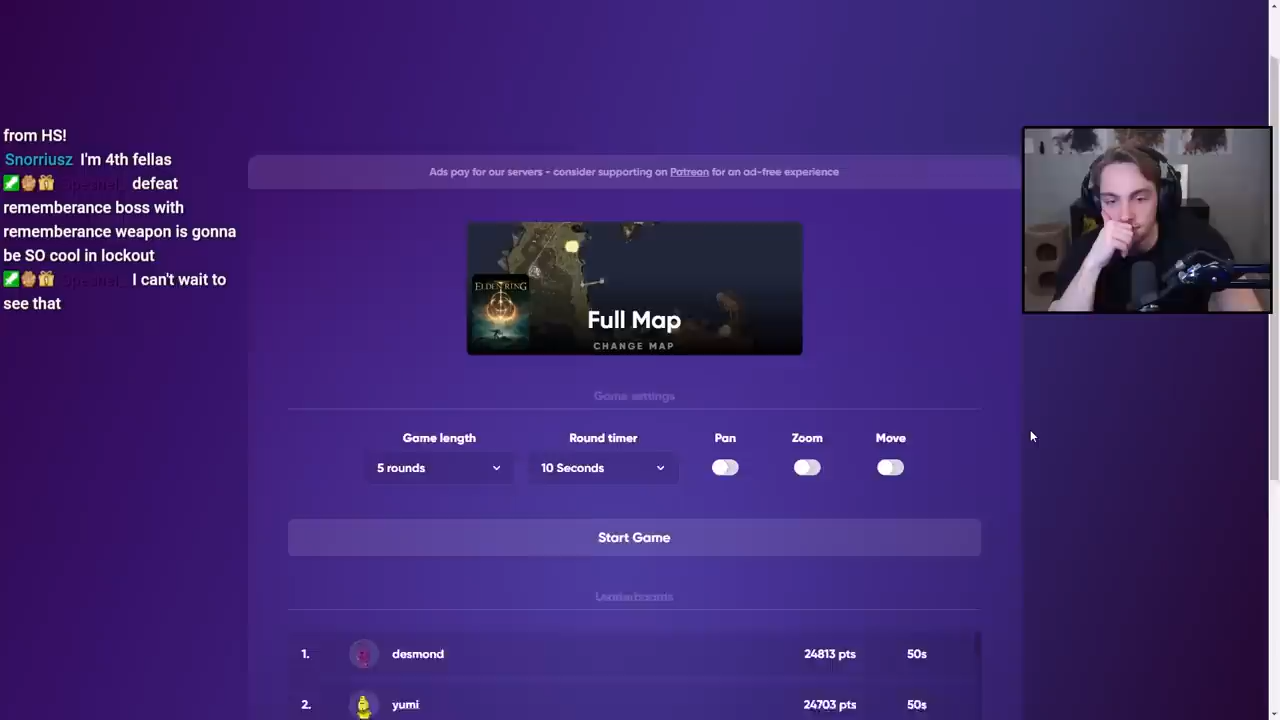 from HS!
Snorriusz I'm 4th fellas
defeat
rememberance boss with
rememberance weapon is gonna
be SO cool in lockout
I can't wait to
see that
Ads pay for our servers - consider supporting on Patreon for an ad-free experience
ELDEN RING
Full Map
CHANGE MAP
Game settings
Game length
Round timer
Pan
Zoom
Move
5 rounds
10 Seconds
Start Game
Leaderboards
1. desmond 24813 pts 50s
2. yumi 24703 pts 50s